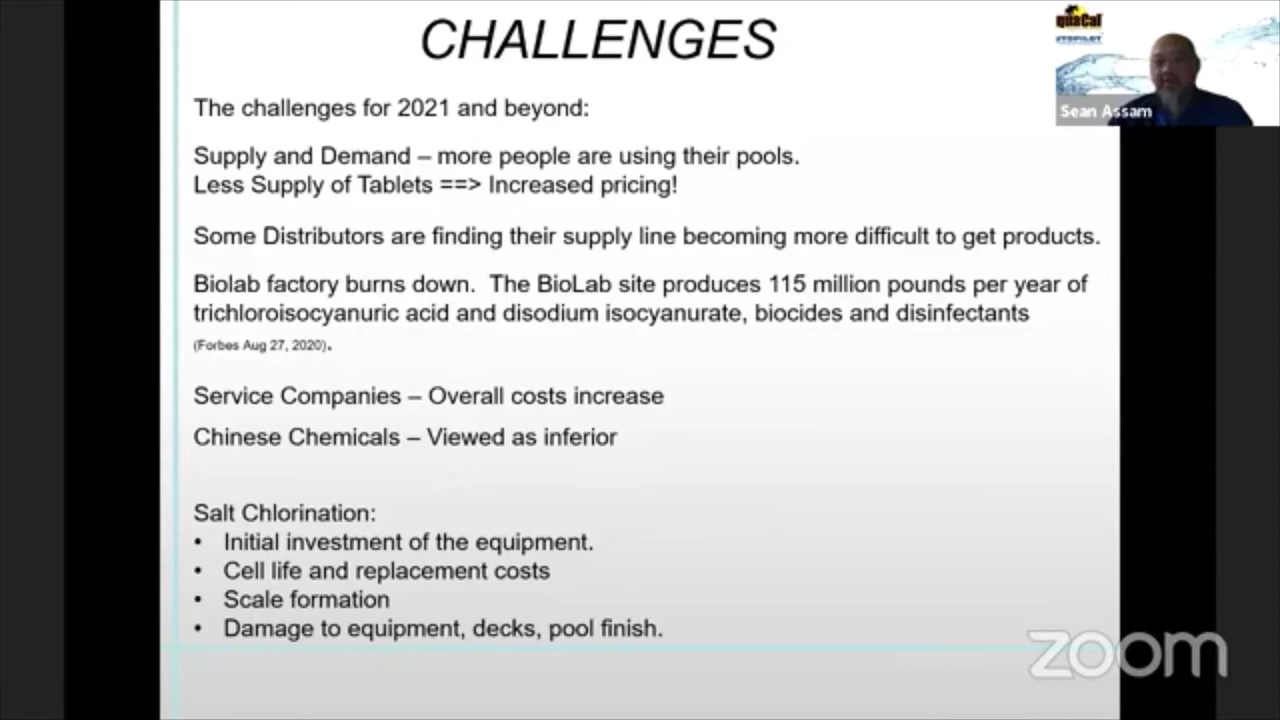 CHALLENGES
quaCal
UTOPILOT
Sean Assam
The challenges for 2021 and beyond:
Supply and Demand – more people are using their pools.
Less Supply of Tablets ==> Increased pricing!
Some Distributors are finding their supply line becoming more difficult to get products.
Biolab factory burns down.  The BioLab site produces 115 million pounds per year of
trichloroisocyanuric acid and disodium isocyanurate, biocides and disinfectants
(Forbes Aug 27, 2020).
Service Companies – Overall costs increase
Chinese Chemicals – Viewed as inferior
Salt Chlorination:
• Initial investment of the equipment.
• Cell life and replacement costs
• Scale formation
• Damage to equipment, decks, pool finish.
zoom